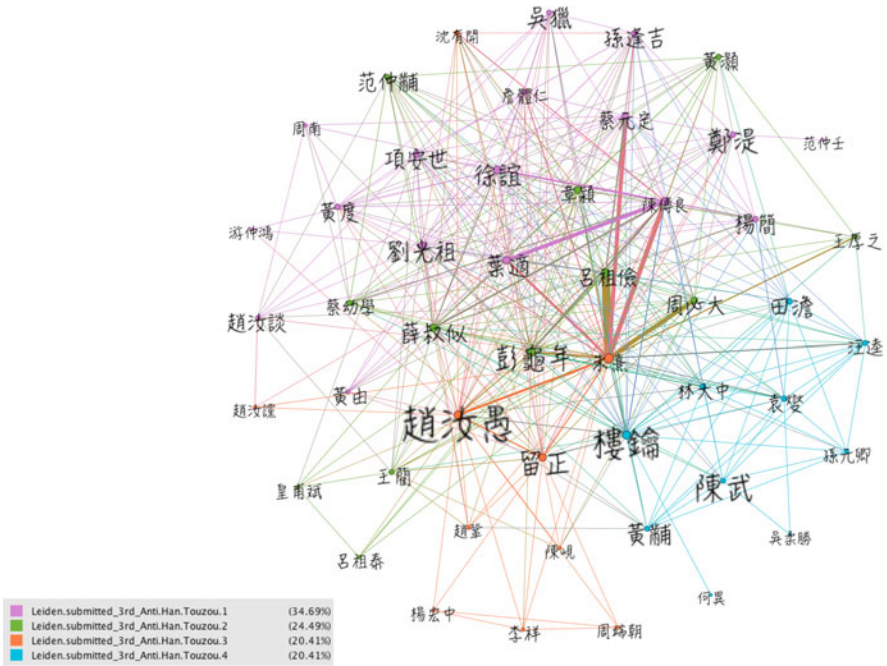 吳獵
沈有開
孫逢吉
黃灝
范仲黼
詹體仁
周南
蔡元定
鄭湜
范仲壬
項安世
徐誼
章穎
陳傅良
黃度
楊簡
游仲鴻
劉光祖
葉適
王厚之
呂祖儉
蔡幼學
周必大
田澹
趙汝談
薛叔似
彭龜年
朱熹
汪逵
林大中
黃由
袁燮
趙汝讜
趙汝愚
樓鑰
留正
孫元卿
王藺
皇甫斌
陳武
趙鞏
黃黼
吳柔勝
呂祖泰
陳峴
何異
楊宏中
李祥
周端朝
Leiden.submitted_3rd_Anti.Han.Touzou.1 (34.69%)
Leiden.submitted_3rd_Anti.Han.Touzou.2 (24.49%)
Leiden.submitted_3rd_Anti.Han.Touzou.3 (20.41%)
Leiden.submitted_3rd_Anti.Han.Touzou.4 (20.41%)